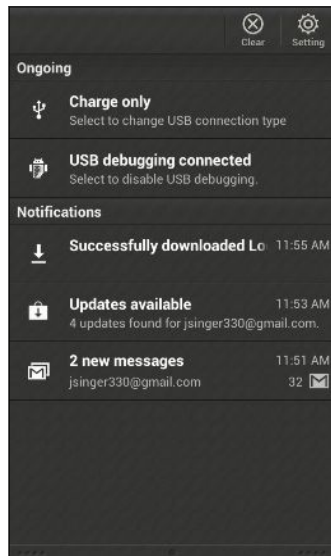 Clear
Setting
Ongoing
Charge only
Select to change USB connection type
USB debugging connected
Select to disable USB debugging.
Notifications
Successfully downloaded Lo 11:55 AM
Updates available 11:53 AM
4 updates found for jsinger330@gmail.com.
2 new messages 11:51 AM
jsinger330@gmail.com 32